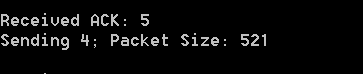 Received ACK: 5
Sending 4; Packet Size: 521